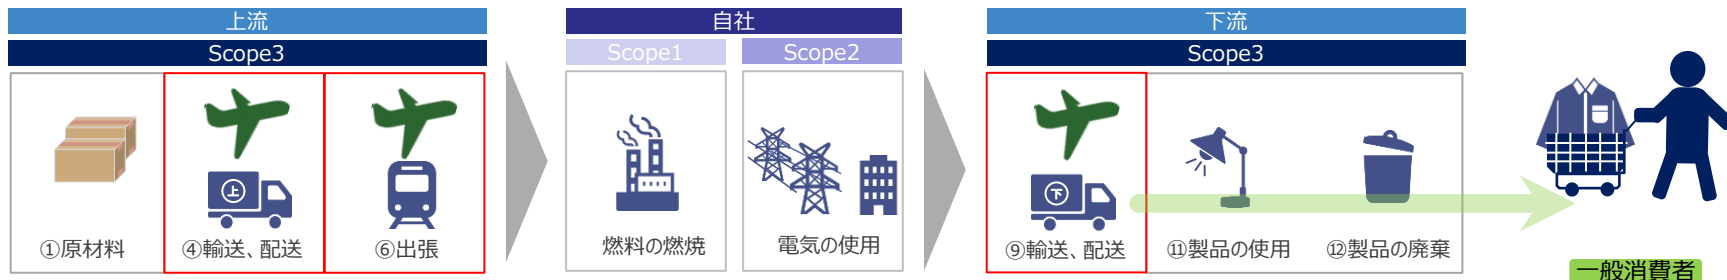 上流
自社
下流
Scope3
Scope1
Scope2
Scope3
上
下
①原材料
④輸送、配送
⑥出張
燃料の燃焼
電気の使用
⑨輸送、配送
⑪製品の使用
⑫製品の廃棄
一般消費者